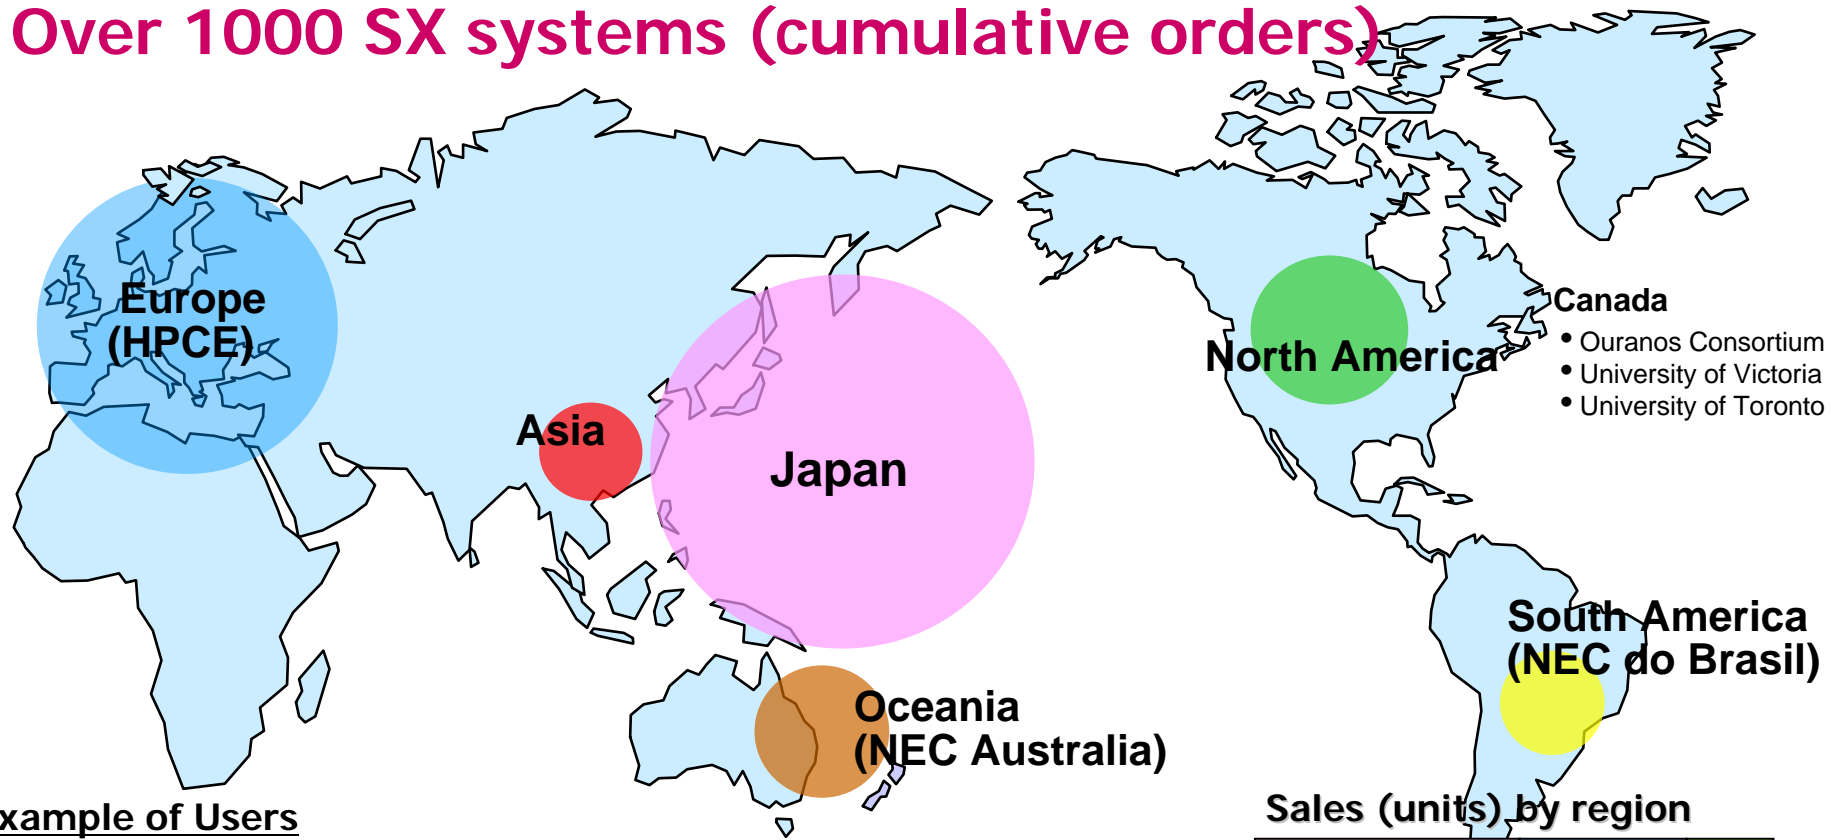 Over 1000 SX systems (cumulative orders)
Europe
(HPCE)
Asia
Japan
North America
Canada
• Ouranos Consortium
• University of Victoria
• University of Toronto
South America
(NEC do Brasil)
Oceania
(NEC Australia)
xample of Users
Sales (units) by region